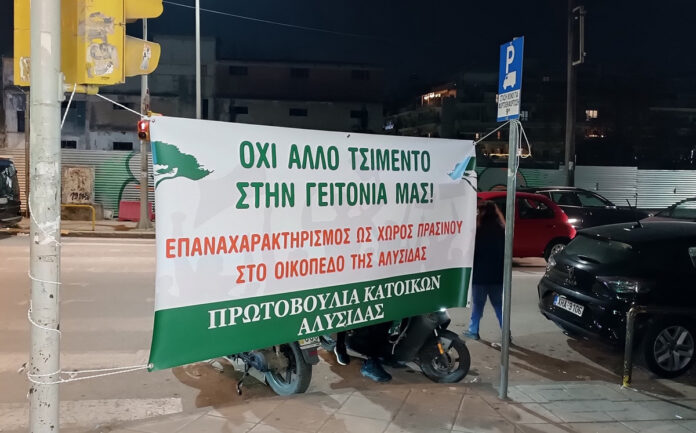 ΟΧΙ ΑΛΛΟ ΤΣΙΜΕΝΤΟ
ΣΤΗΝ ΓΕΙΤΟΝΙΑ ΜΑΣ!
ΕΠΑΝΑΧΑΡΑΚΤΗΡΙΣΜΟΣ ΩΣ ΧΩΡΟΣ ΠΡΑΣΙΝΟΥ
ΣΤΟ ΟΙΚΟΠΕΔΟ ΤΗΣ ΑΛΥΣΙΔΑΣ
ΠΡΩΤΟΒΟΥΛΙΑ ΚΑΤΟΙΚΩΝ
ΑΛΥΣΙΔΑΣ
P